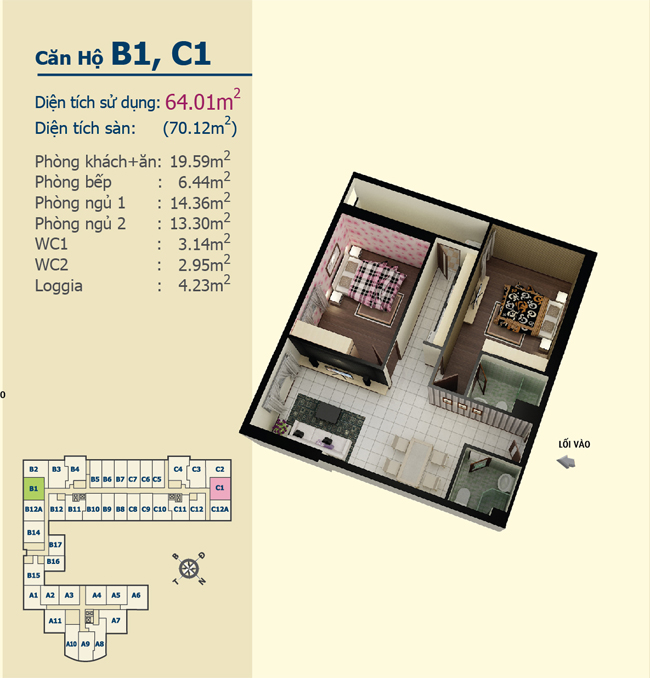 Căn Hộ B1, C1
Diện tích sử dụng: 64.01m²
Diện tích sàn: (70.12m²)
Phòng khách+ăn: 19.59m²
Phòng bếp : 6.44m²
Phòng ngủ 1 : 14.36m²
Phòng ngủ 2 : 13.30m²
WC1 : 3.14m²
WC2 : 2.95m²
Loggia : 4.23m²
LỐI VÀO
B2 B3 B4 C4 C3 C2
B5 B6 B7 C7 C6 C5
B1 C1
B12A B12 B11 B10 B9 B8 C8 C9 C10 C11 C12 C12A
B14
B17
B16
B15
A1 A2 A3 A4 A5 A6
A11 A7
A10 A9 A8
B Đ
T N